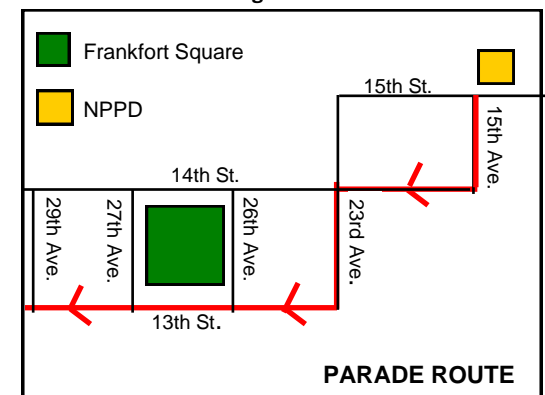 Frankfort Square
NPPD
15th St.
15th Ave.
14th St.
29th Ave.
27th Ave.
26th Ave.
23rd Ave.
13th St.
PARADE ROUTE